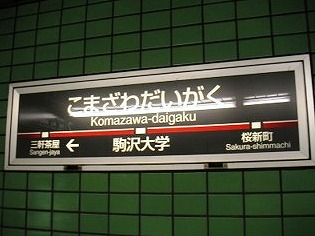 こまざわだいがく
Komazawa-daigaku
三軒茶屋
Sangen-jaya
←
駒沢大学
桜新町
Sakura-shimmachi